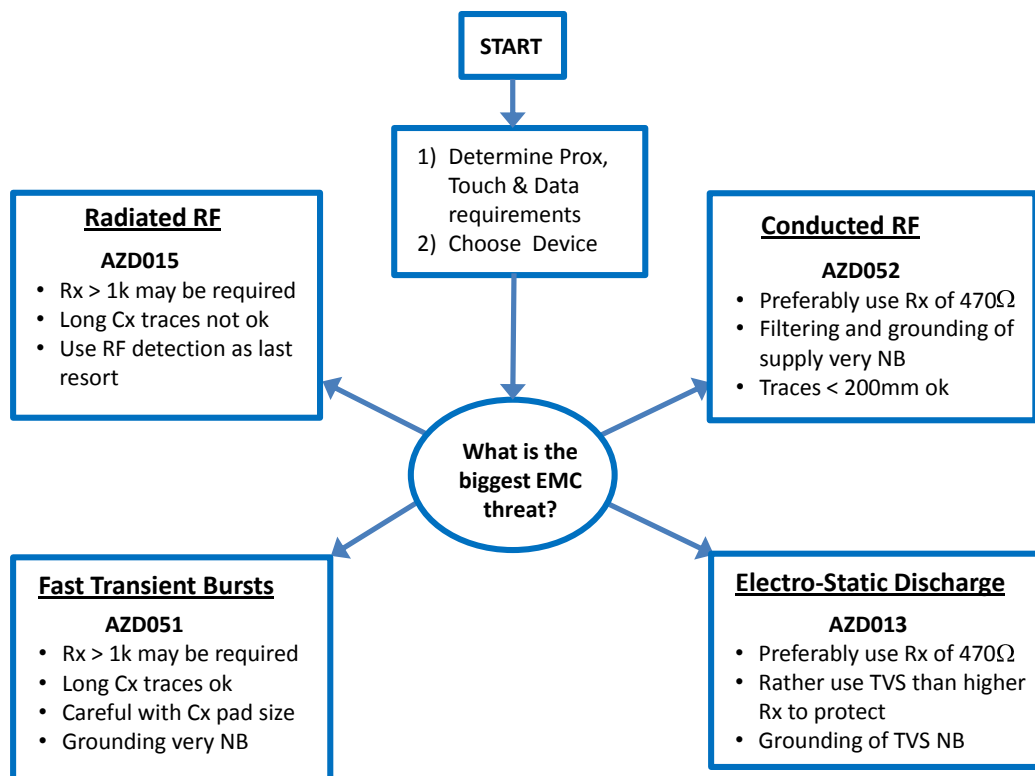 START
1) Determine Prox,
Touch & Data
requirements
2) Choose Device
Radiated RF
AZD015
• Rx > 1k may be required
• Long Cx traces not ok
• Use RF detection as last
resort
Conducted RF
AZD052
• Preferably use Rx of 470Ω
• Filtering and grounding of
supply very NB
• Traces < 200mm ok
What is the
biggest EMC
threat?
Fast Transient Bursts
AZD051
• Rx > 1k may be required
• Long Cx traces ok
• Careful with Cx pad size
• Grounding very NB
Electro-Static Discharge
AZD013
• Preferably use Rx of 470Ω
• Rather use TVS than higher
Rx to protect
• Grounding of TVS NB